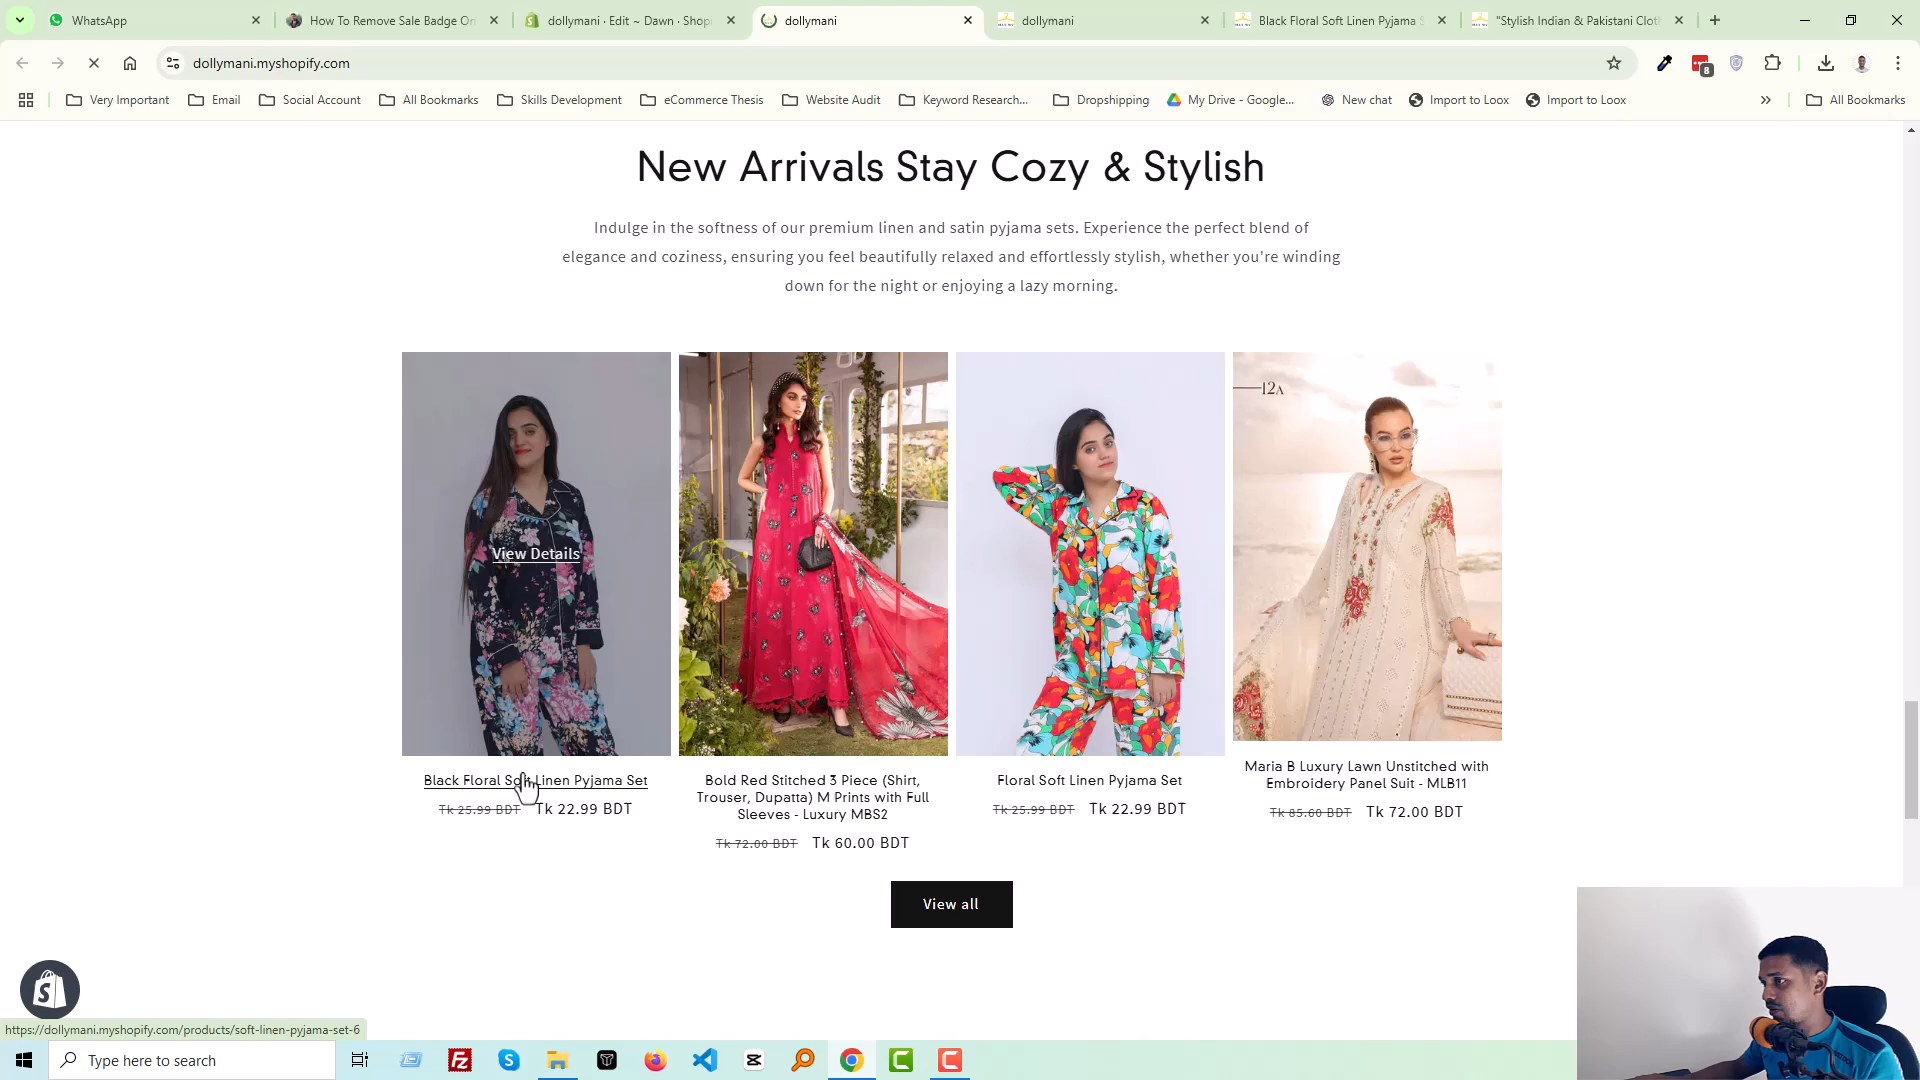 WhatsApp
How To Remove Sale Badge On
dollymani · Edit ~ Dawn · Shopi
dollymani
dollymani
Black Floral Soft Linen Pyjama S
"Stylish Indian & Pakistani Cloth
dollymani.myshopify.com
8
Very Important
Email
Social Account
All Bookmarks
Skills Development
eCommerce Thesis
Website Audit
Keyword Research...
Dropshipping
My Drive - Google...
New chat
Import to Loox
Import to Loox
All Bookmarks
New Arrivals Stay Cozy & Stylish
Indulge in the softness of our premium linen and satin pyjama sets. Experience the perfect blend of
elegance and coziness, ensuring you feel beautifully relaxed and effortlessly stylish, whether you're winding
down for the night or enjoying a lazy morning.
View Details
12A
Black Floral Soft Linen Pyjama Set
Tk 25.99 BDT Tk 22.99 BDT
Bold Red Stitched 3 Piece (Shirt,
Trouser, Dupatta) M Prints with Full
Sleeves - Luxury MBS2
Tk 72.00 BDT Tk 60.00 BDT
Floral Soft Linen Pyjama Set
Tk 25.99 BDT Tk 22.99 BDT
Maria B Luxury Lawn Unstitched with
Embroidery Panel Suit - MLB11
Tk 85.60 BDT Tk 72.00 BDT
View all
https://dollymani.myshopify.com/products/soft-linen-pyjama-set-6
Type here to search